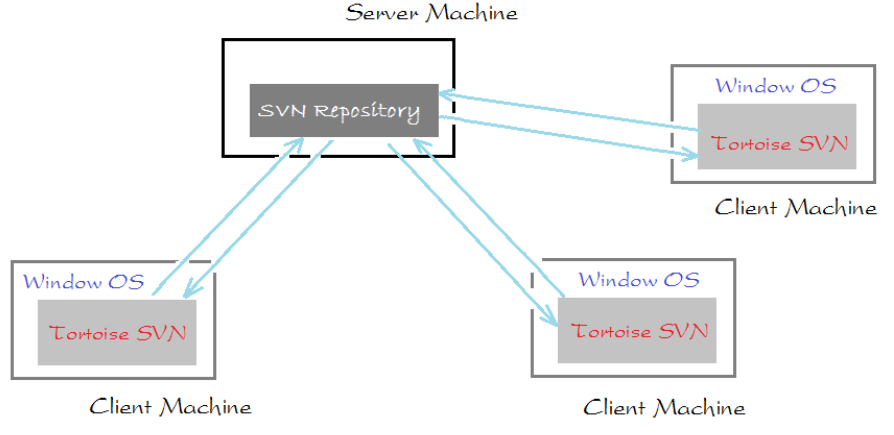 Server Machine
SVN Repository
Window OS
Tortoise SVN
Client Machine
Window OS
Tortoise SVN
Client Machine
Window OS
Tortoise SVN
Client Machine